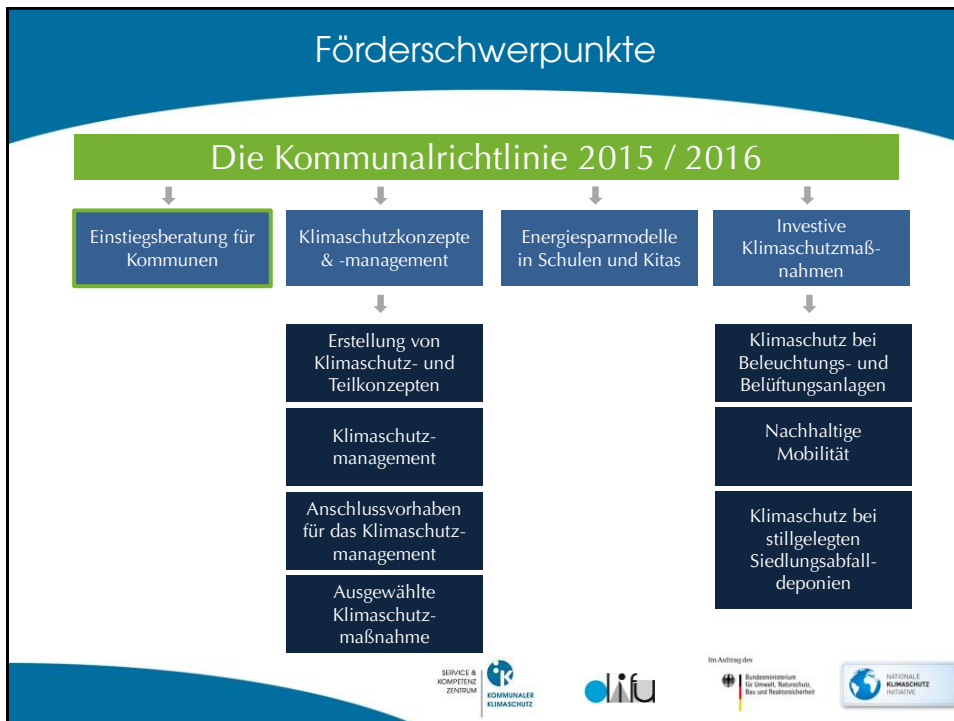 Förderschwerpunkte
Die Kommunalrichtlinie 2015 / 2016
Einstiegsberatung für
Kommunen
Klimaschutzkonzepte
& -management
Energiesparmodelle
in Schulen und Kitas
Investive
Klimaschutzmaß-
nahmen
Erstellung von
Klimaschutz- und
Teilkonzepten
Klimaschutz-
management
Anschlussvorhaben
für das Klimaschutz-
management
Ausgewählte
Klimaschutz-
maßnahme
Klimaschutz bei
Beleuchtungs- und
Belüftungsanlagen
Nachhaltige
Mobilität
Klimaschutz bei
stillgelegten
Siedlungsabfall-
deponien
SERVICE &
KOMPETENZ
ZENTRUM
KOMMUNALER
KLIMASCHUTZ
difu
Im Auftrag des
Bundesministerium
für Umwelt, Naturschutz,
Bau und Reaktorsicherheit
NATIONALE
KLIMASCHUTZ
INITIATIVE